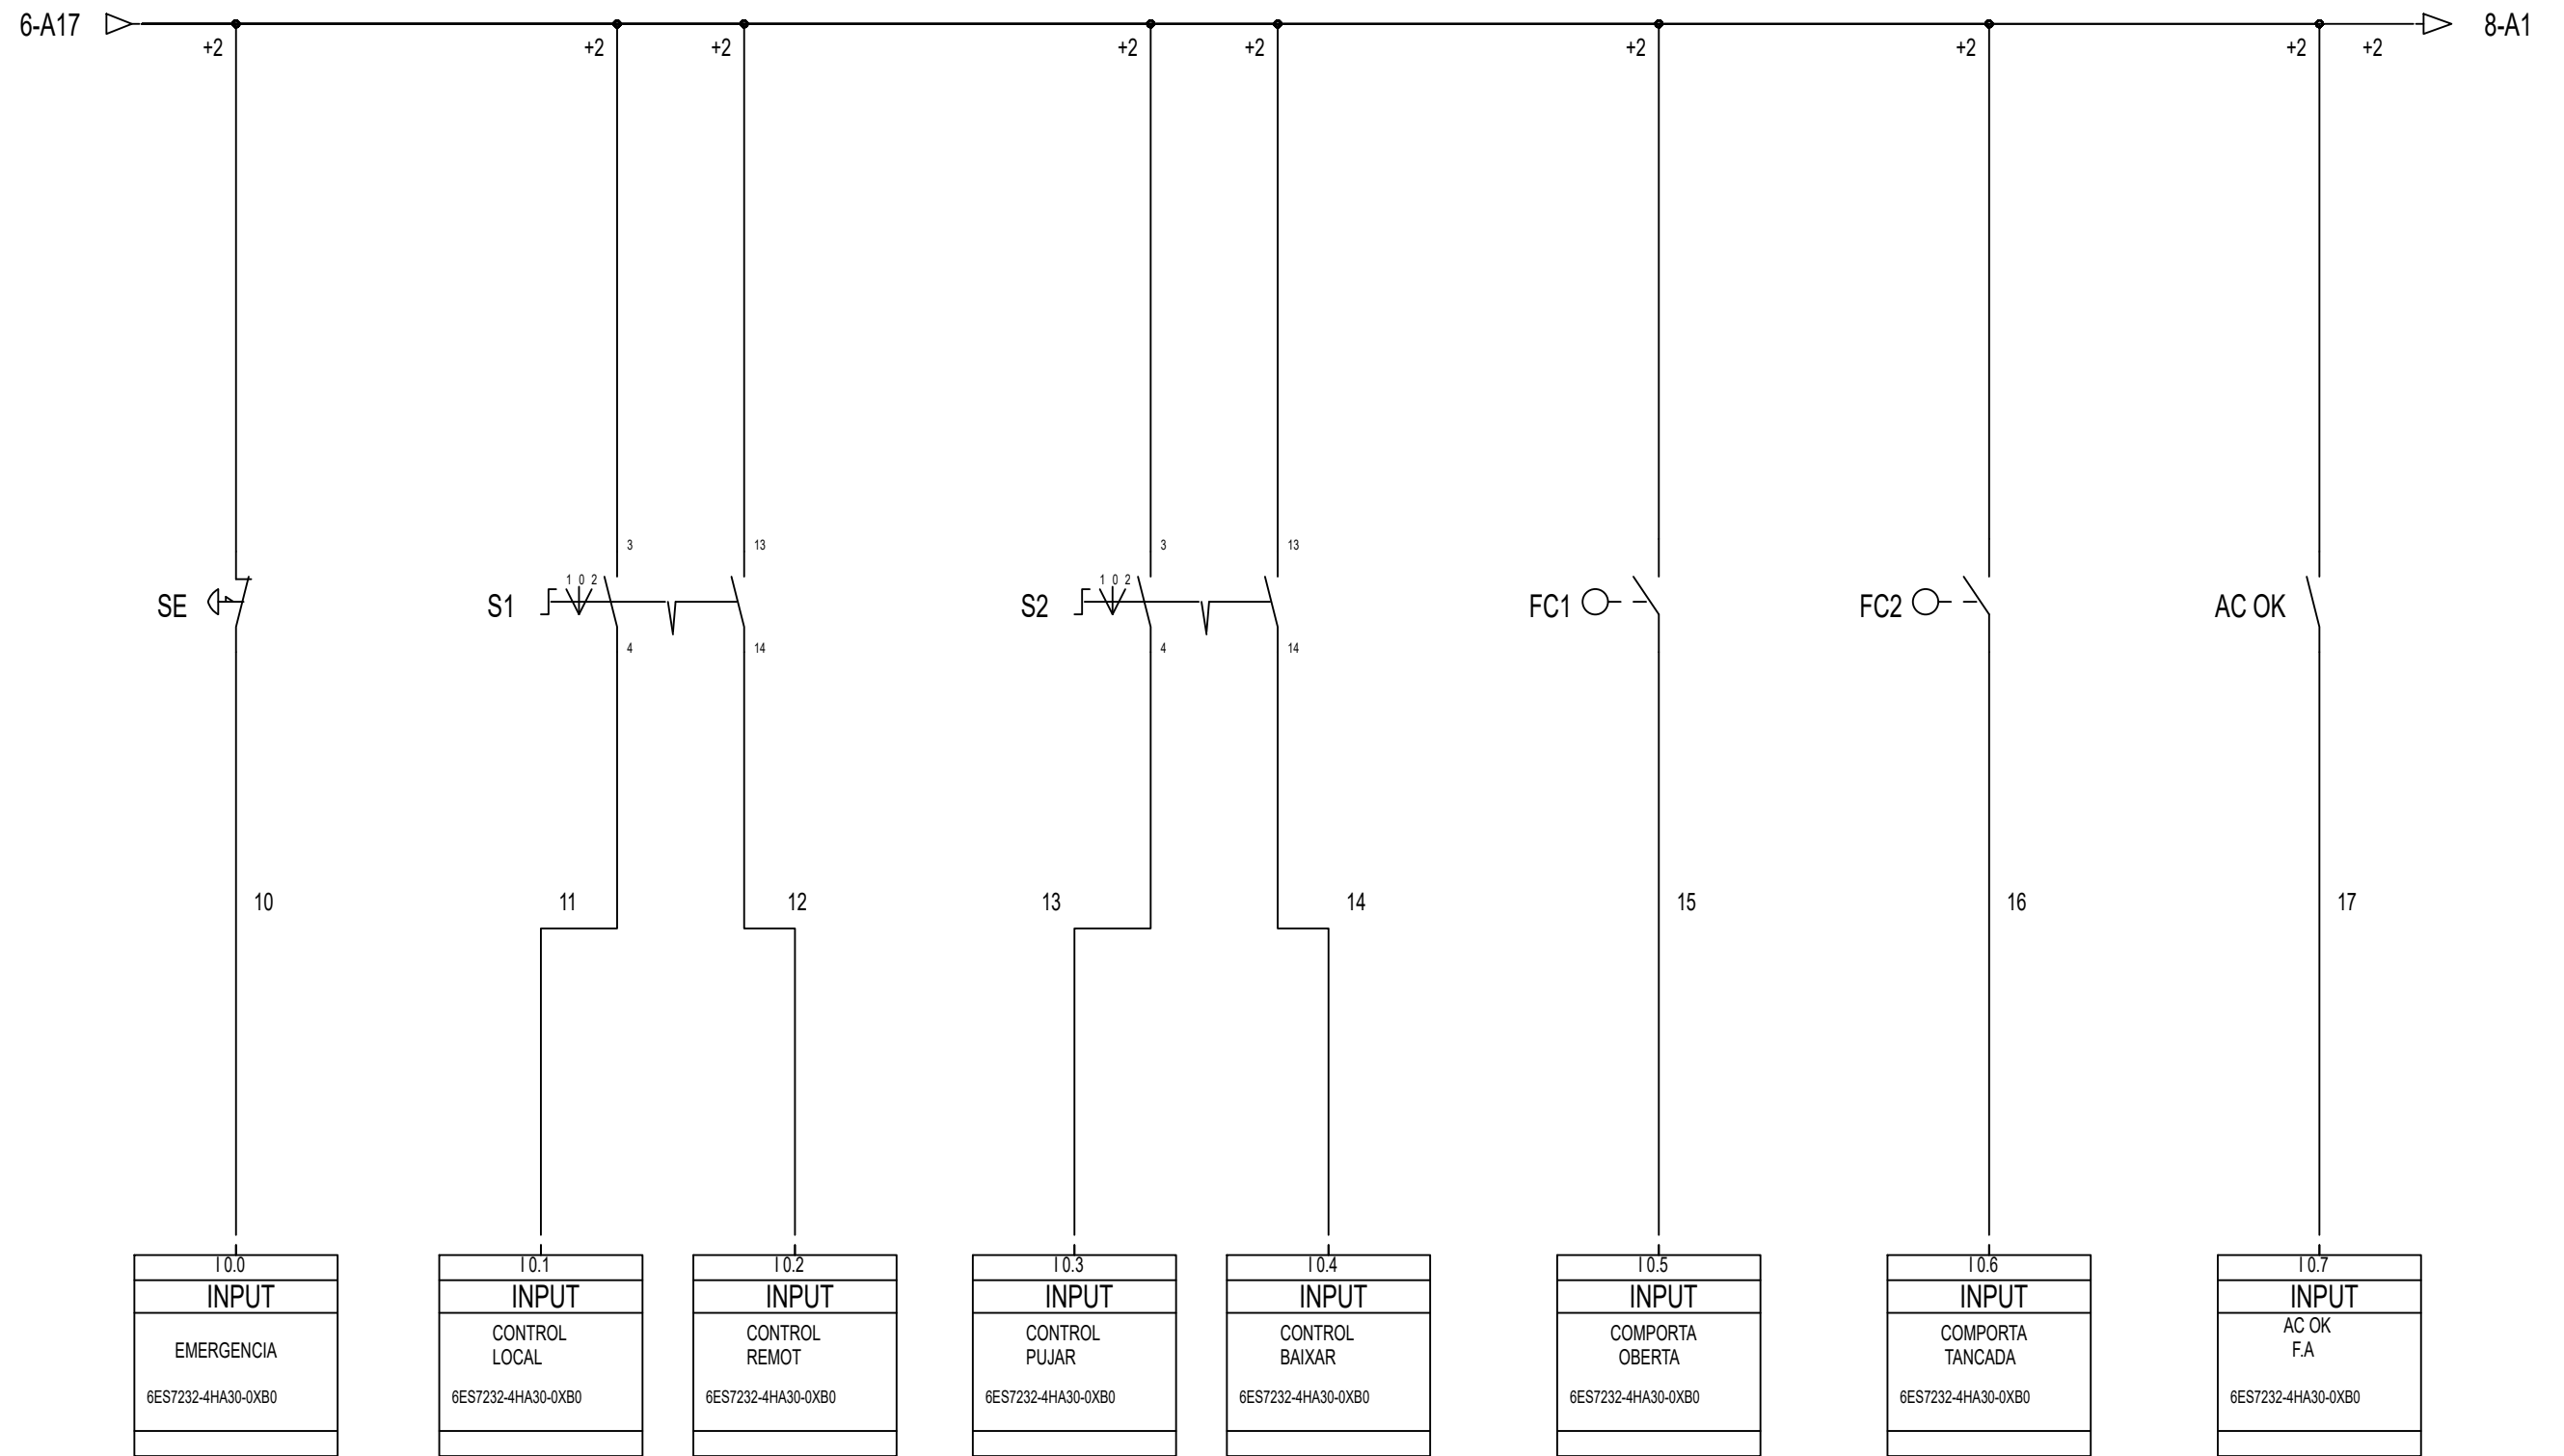 6-A17
8-A1
+2
+2
+2
+2
+2
+2
+2
+2
+2
3
13
3
13
1 0 2
1 0 2
SE
S1
S2
FC1
FC2
AC OK
4
14
4
14
10
11
12
13
14
15
16
17
I 0.0
INPUT
EMERGENCIA
6ES7232-4HA30-0XB0
I 0.1
INPUT
CONTROL
LOCAL
6ES7232-4HA30-0XB0
I 0.2
INPUT
CONTROL
REMOT
6ES7232-4HA30-0XB0
I 0.3
INPUT
CONTROL
PUJAR
6ES7232-4HA30-0XB0
I 0.4
INPUT
CONTROL
BAIXAR
6ES7232-4HA30-0XB0
I 0.5
INPUT
COMPORTA
OBERTA
6ES7232-4HA30-0XB0
I 0.6
INPUT
COMPORTA
TANCADA
6ES7232-4HA30-0XB0
I 0.7
INPUT
AC OK
F.A
6ES7232-4HA30-0XB0